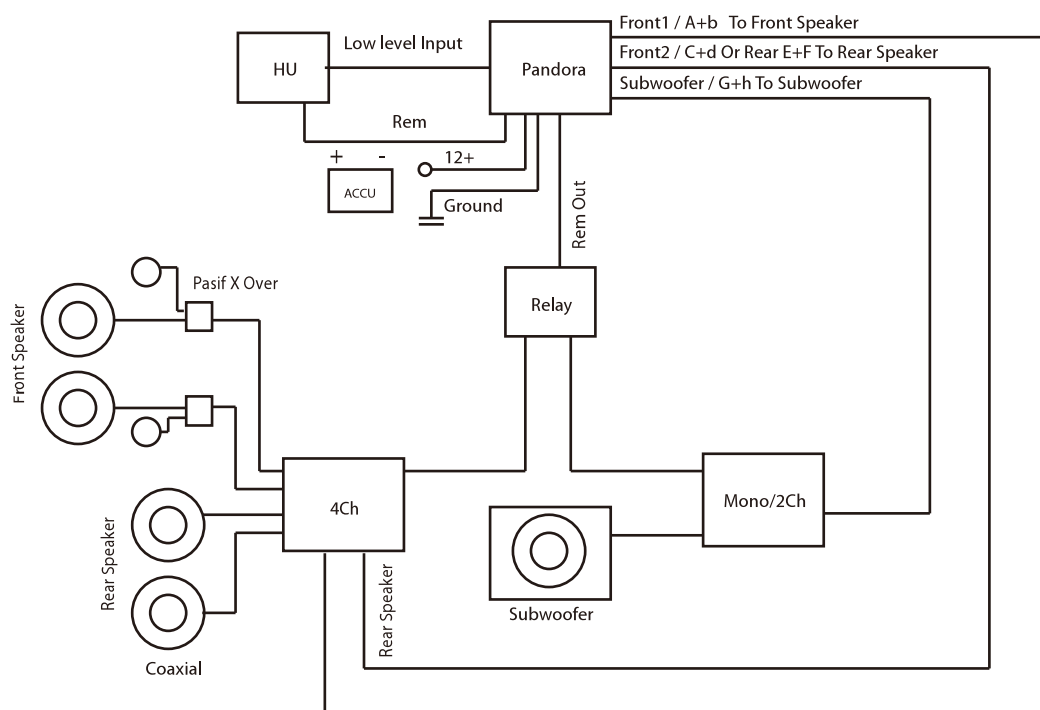 Front1 / A+b To Front Speaker
Low level Input
HU
Pandora
Front2 / C+d Or Rear E+F To Rear Speaker
Subwoofer / G+h To Subwoofer
Rem
+ -
12+
ACCU
Ground
Rem Out
Pasif X Over
Relay
Front Speaker
4Ch
Mono/2Ch
Rear Speaker
Rear Speaker
Subwoofer
Coaxial